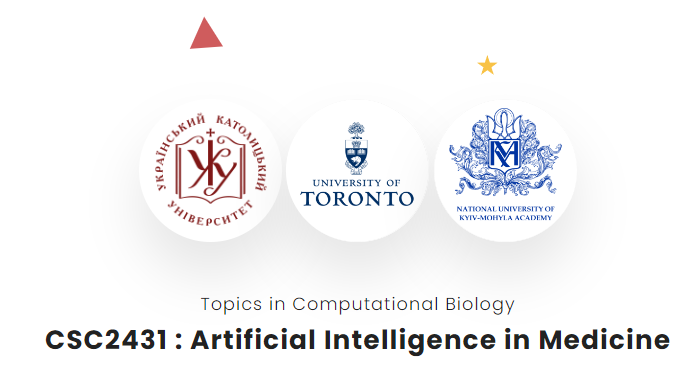 УКРАЇНСЬКИЙ КАТОЛИЦЬКИЙ
УНІВЕРСИТЕТ
UNIVERSITY OF
TORONTO
NATIONAL UNIVERSITY OF
KYIV-MOHYLA ACADEMY
Topics in Computational Biology
CSC2431 : Artificial Intelligence in Medicine